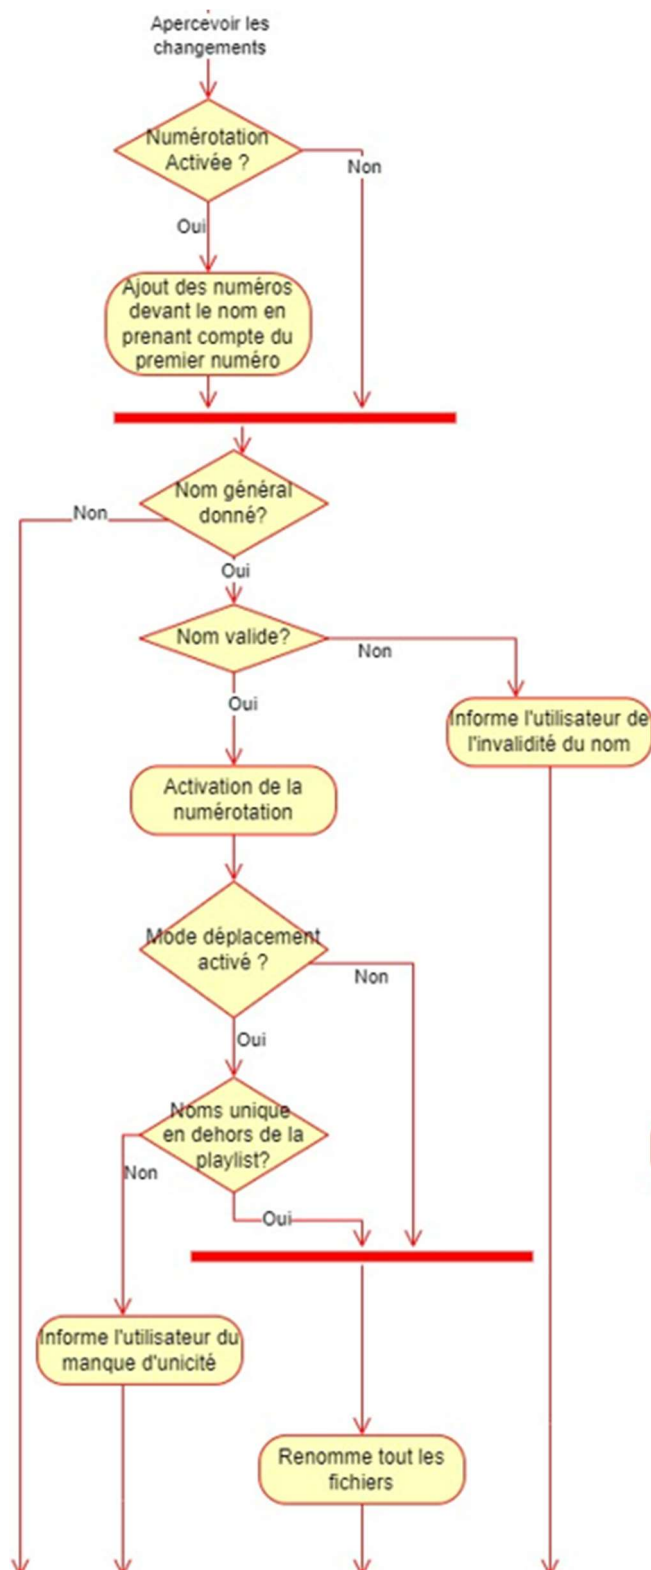 Apercevoir les
changements
Numérotation
Activée ?
Non
Oui
Ajout des numéros
devant le nom en
prenant compte du
premier numéro
Nom général
donné?
Non
Oui
Nom valide?
Non
Oui
Informe l'utilisateur de
l'invalidité du nom
Activation de la
numérotation
Mode déplacement
activé ?
Non
Oui
Noms unique
en dehors de la
playlist?
Non
Oui
Informe l'utilisateur du
manque d'unicité
Renomme tout les
fichiers